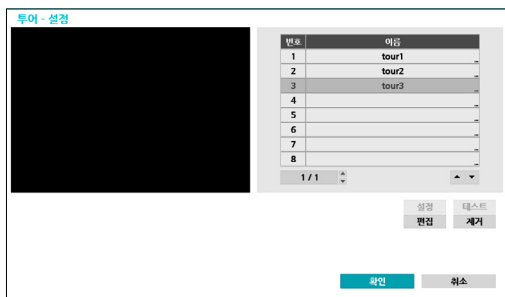 투어 - 설정
번호 이름
1 tour1 ...
2 tour2 ...
3 tour3 ...
4 ...
5 ...
6 ...
7 ...
8 ...
1 / 1
설정 테스트
편집 제거
확인 취소